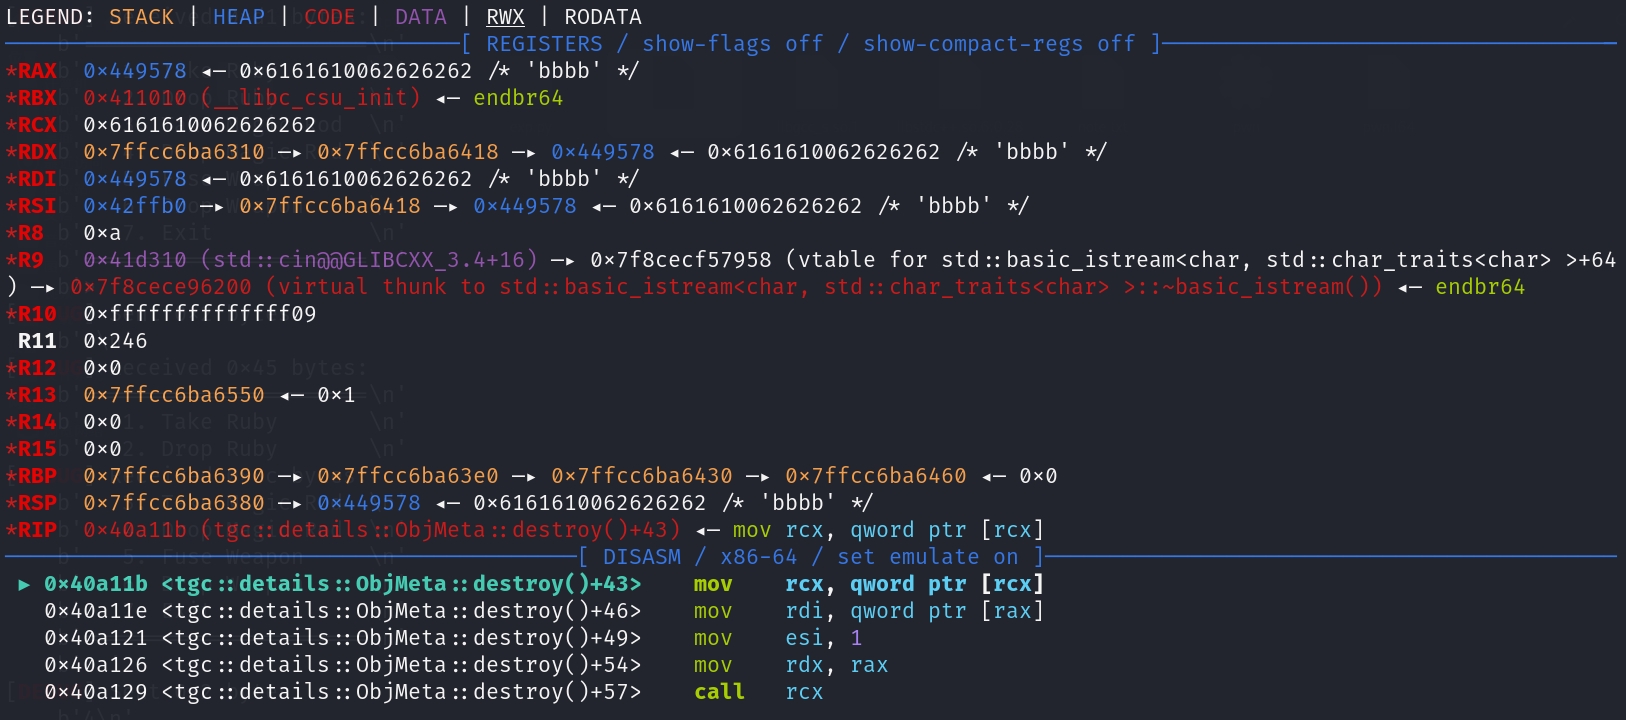 LEGEND: STACK | HEAP | CODE | DATA | RWX | RODATA
[ REGISTERS / show-flags off / show-compact-regs off ]
*RAX  0x449578 ◂— 0x6161610062626262 /* 'bbbb' */
*RBX  0x411010 (__libc_csu_init) ◂— endbr64
*RCX  0x6161610062626262
*RDX  0x7ffcc6ba6310 —▸ 0x7ffcc6ba6418 —▸ 0x449578 ◂— 0x6161610062626262 /* 'bbbb' */
*RDI  0x449578 ◂— 0x6161610062626262 /* 'bbbb' */
*RSI  0x42ffb0 —▸ 0x7ffcc6ba6418 —▸ 0x449578 ◂— 0x6161610062626262 /* 'bbbb' */
*R8   0xa
*R9   0x41d310 (std::cin@@GLIBCXX_3.4+16) —▸ 0x7f8cecf57958 (vtable for std::basic_istream<char, std::char_traits<char> >+64
) —▸ 0x7f8cece96200 (virtual thunk to std::basic_istream<char, std::char_traits<char> >::~basic_istream()) ◂— endbr64
*R10  0xffffffffffffff09
 R11  0x246
*R12  0x0
*R13  0x7ffcc6ba6550 ◂— 0x1
*R14  0x0
*R15  0x0
*RBP  0x7ffcc6ba6390 —▸ 0x7ffcc6ba63e0 —▸ 0x7ffcc6ba6430 —▸ 0x7ffcc6ba6460 ◂— 0x0
*RSP  0x7ffcc6ba6380 —▸ 0x449578 ◂— 0x6161610062626262 /* 'bbbb' */
*RIP  0x40a11b (tgc::details::ObjMeta::destroy()+43) ◂— mov rcx, qword ptr [rcx]
[ DISASM / x86-64 / set emulate on ]
 ► 0x40a11b <tgc::details::ObjMeta::destroy()+43>    mov    rcx, qword ptr [rcx]
   0x40a11e <tgc::details::ObjMeta::destroy()+46>    mov    rdi, qword ptr [rax]
   0x40a121 <tgc::details::ObjMeta::destroy()+49>    mov    esi, 1
   0x40a126 <tgc::details::ObjMeta::destroy()+54>    mov    rdx, rax
   0x40a129 <tgc::details::ObjMeta::destroy()+57>    call   rcx